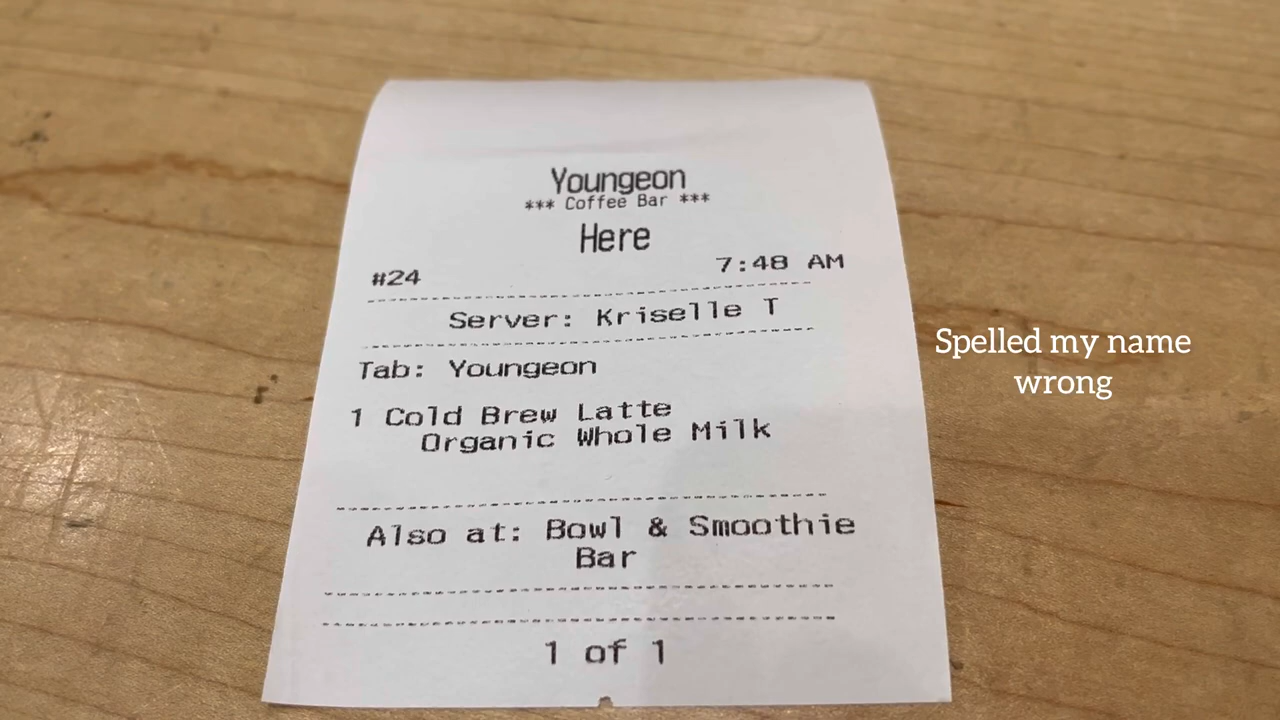 Youngeon
*** Coffee Bar ***
Here
#24 7:48 AM
Server: Kriselle T
Tab: Youngeon
1 Cold Brew Latte
Organic Whole Milk
Also at: Bowl & Smoothie
Bar
1 of 1
Spelled my name
wrong